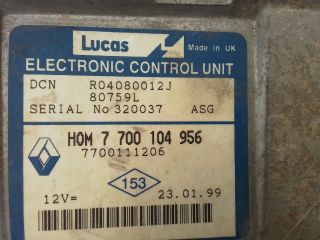 Lucas
Made in UK
ELECTRONIC CONTROL UNIT
DCN R04080012J
80759L
SERIAL No 320037 ASG
HOM 7 700 104 956
7700111206
153
12V= 23.01.99